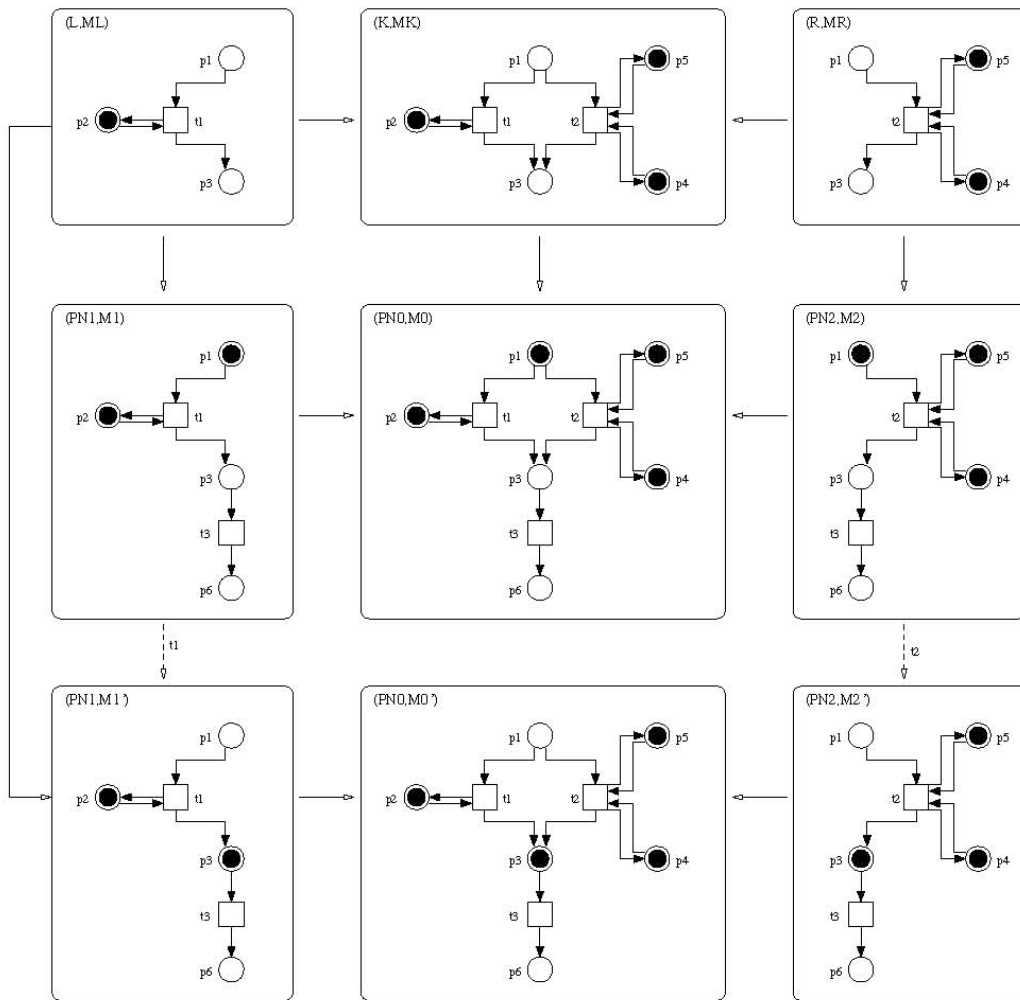 (L,ML)
p1
p2
t1
p3
(K,MK)
p1
p5
p2
t1
t2
p3
p4
(R,MR)
p1
p5
t2
p3
p4
(PN1,M1)
p1
p2
t1
p3
t3
p6
(PN0,M0)
p1
p5
p2
t1
t2
p3
p4
t3
p6
(PN2,M2)
p1
p5
t2
p3
p4
t3
p6
t1
t2
(PN1,M1')
p1
p2
t1
p3
t3
p6
(PN0,M0')
p1
p5
p2
t1
t2
p3
p4
t3
p6
(PN2,M2')
p1
p5
t2
p3
p4
t3
p6